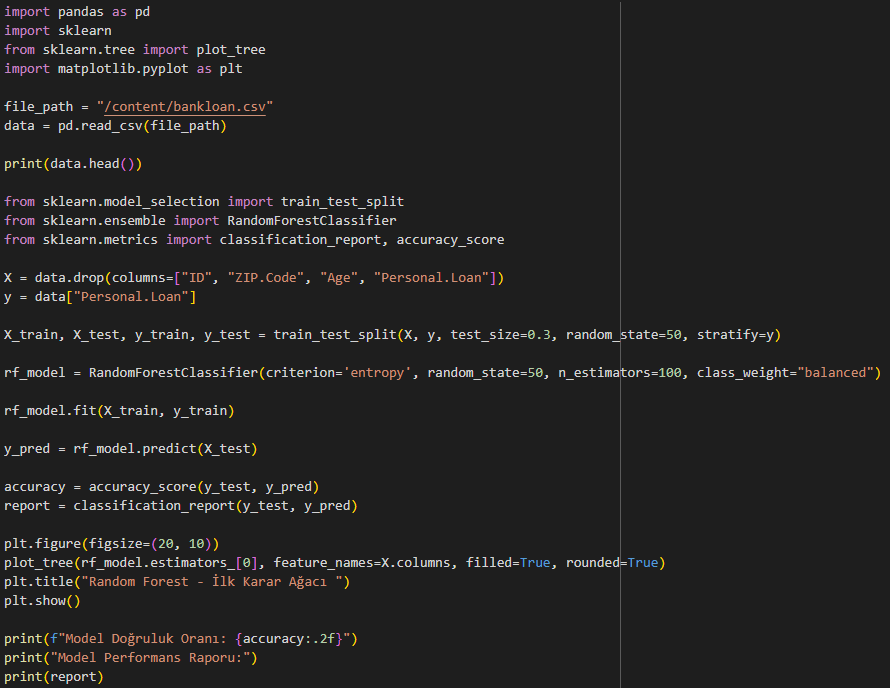 import pandas as pd
import sklearn
from sklearn.tree import plot_tree
import matplotlib.pyplot as plt
file_path = "/content/bankloan.csv"
data = pd.read_csv(file_path)
print(data.head())
from sklearn.model_selection import train_test_split
from sklearn.ensemble import RandomForestClassifier
from sklearn.metrics import classification_report, accuracy_score
X = data.drop(columns=["ID", "ZIP.Code", "Age", "Personal.Loan"])
y = data["Personal.Loan"]
X_train, X_test, y_train, y_test = train_test_split(X, y, test_size=0.3, random_state=50, stratify=y)
rf_model = RandomForestClassifier(criterion='entropy', random_state=50, n_estimators=100, class_weight="balanced")
rf_model.fit(X_train, y_train)
y_pred = rf_model.predict(X_test)
accuracy = accuracy_score(y_test, y_pred)
report = classification_report(y_test, y_pred)
plt.figure(figsize=(20, 10))
plot_tree(rf_model.estimators_[0], feature_names=X.columns, filled=True, rounded=True)
plt.title("Random Forest - İlk Karar Ağacı ")
plt.show()
print(f"Model Doğruluk Oranı: {accuracy:.2f}")
print("Model Performans Raporu:")
print(report)